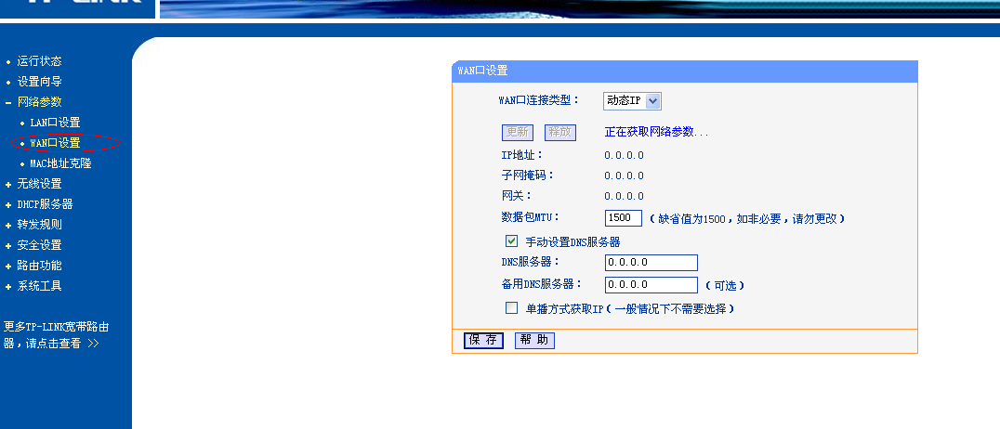 TP-LINK
运行状态
设置向导
网络参数
LAN口设置
WAN口设置
MAC地址克隆
无线设置
DHCP服务器
转发规则
安全设置
路由功能
系统工具
更多TP-LINK宽带路由
器，请点击查看 >>
WAN口设置
WAN口连接类型： 动态IP
更新 释放 正在获取网络参数...
IP地址： 0.0.0.0
子网掩码： 0.0.0.0
网关： 0.0.0.0
数据包MTU： 1500 （缺省值为1500，如非必要，请勿更改）
手动设置DNS服务器
DNS服务器： 0.0.0.0
备用DNS服务器： 0.0.0.0 （可选）
单播方式获取IP（一般情况下不需要选择）
保 存 帮 助